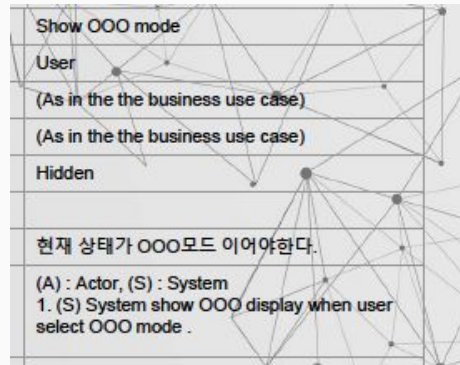 Show OOO mode
User
(As in the the business use case)
(As in the the business use case)
Hidden
현재 상태가 OOO모드 이어야한다.
(A) : Actor, (S) : System
1. (S) System show OOO display when user
select OOO mode .